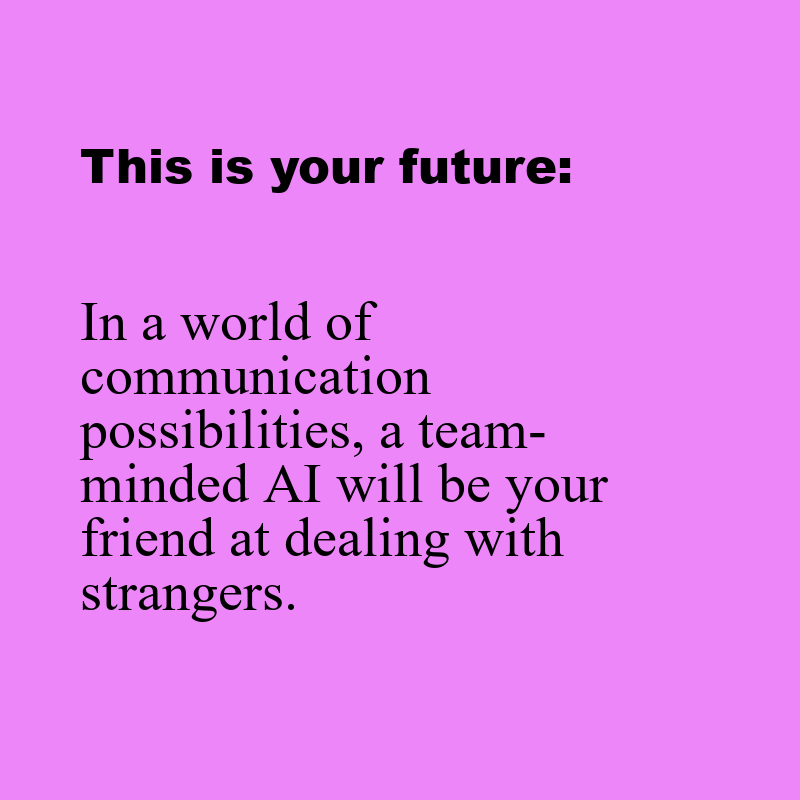 This is your future:
In a world of
communication
possibilities, a team-
minded AI will be your
friend at dealing with
strangers.